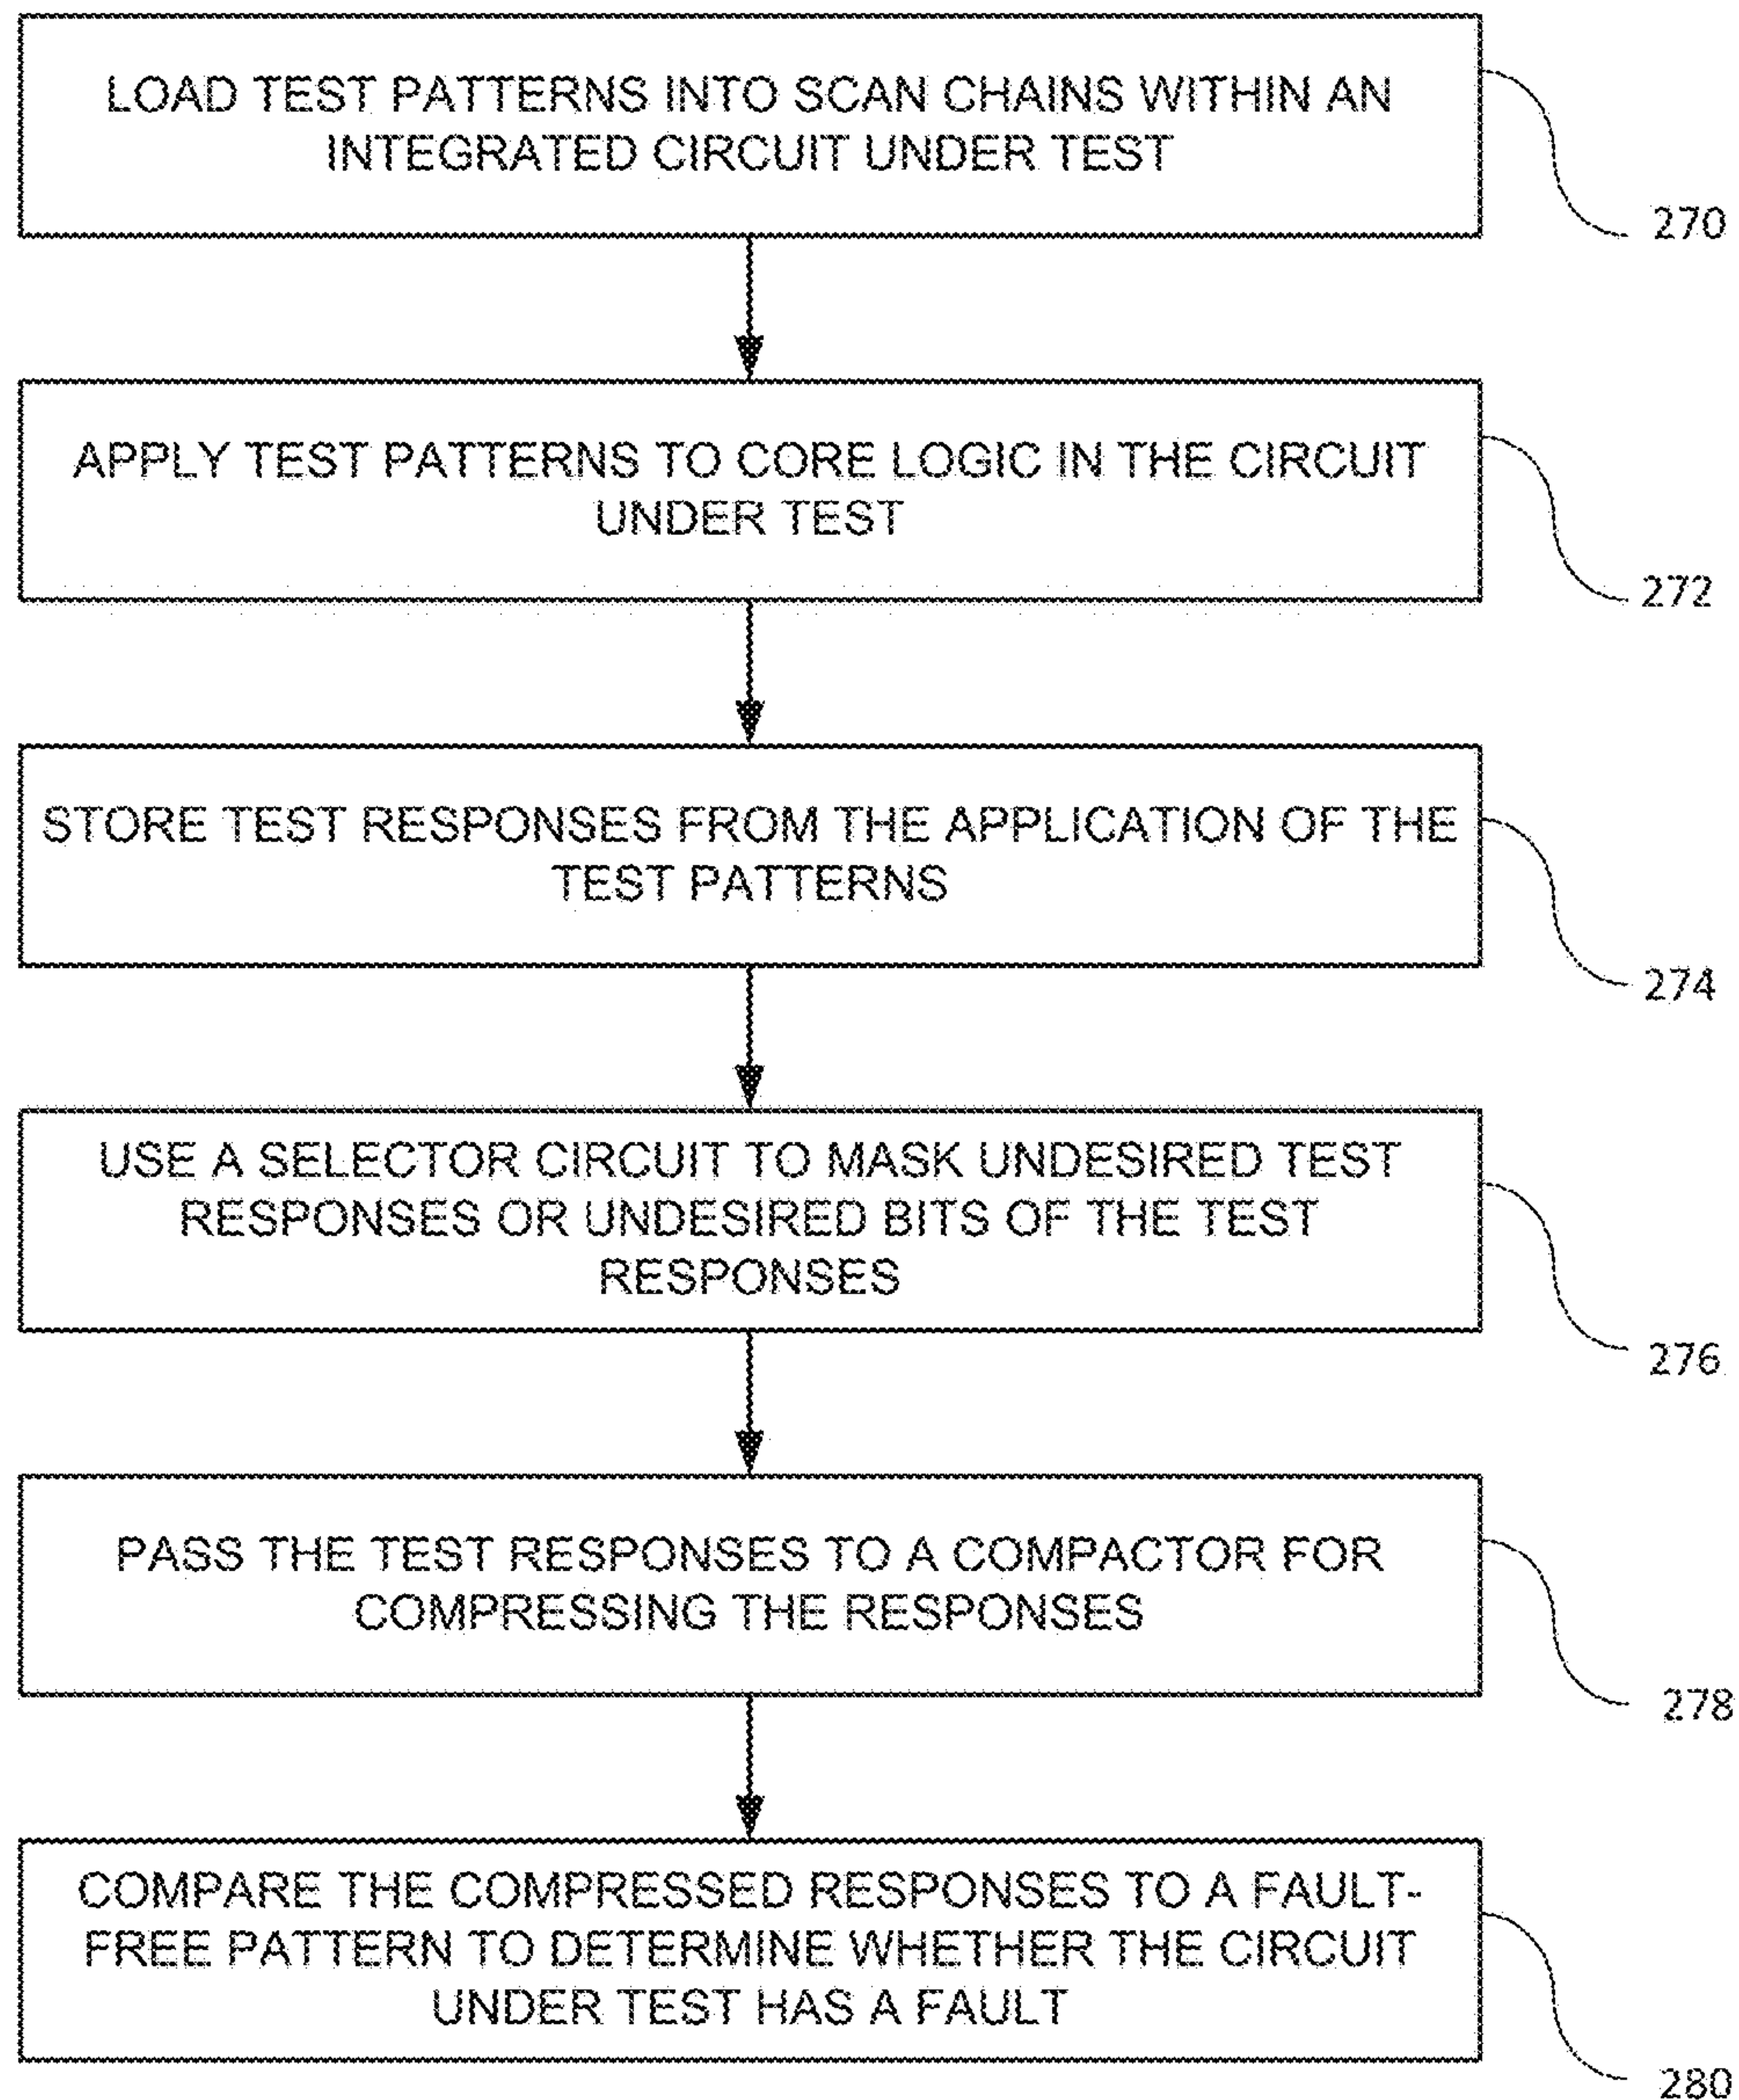 LOAD TEST PATTERNS INTO SCAN CHAINS WITHIN AN
INTEGRATED CIRCUIT UNDER TEST
270
APPLY TEST PATTERNS TO CORE LOGIC IN THE CIRCUIT
UNDER TEST
272
STORE TEST RESPONSES FROM THE APPLICATION OF THE
TEST PATTERNS
274
USE A SELECTOR CIRCUIT TO MASK UNDESIRED TEST
RESPONSES OR UNDESIRED BITS OF THE TEST
RESPONSES
276
PASS THE TEST RESPONSES TO A COMPACTOR FOR
COMPRESSING THE RESPONSES
278
COMPARE THE COMPRESSED RESPONSES TO A FAULT-
FREE PATTERN TO DETERMINE WHETHER THE CIRCUIT
UNDER TEST HAS A FAULT
280